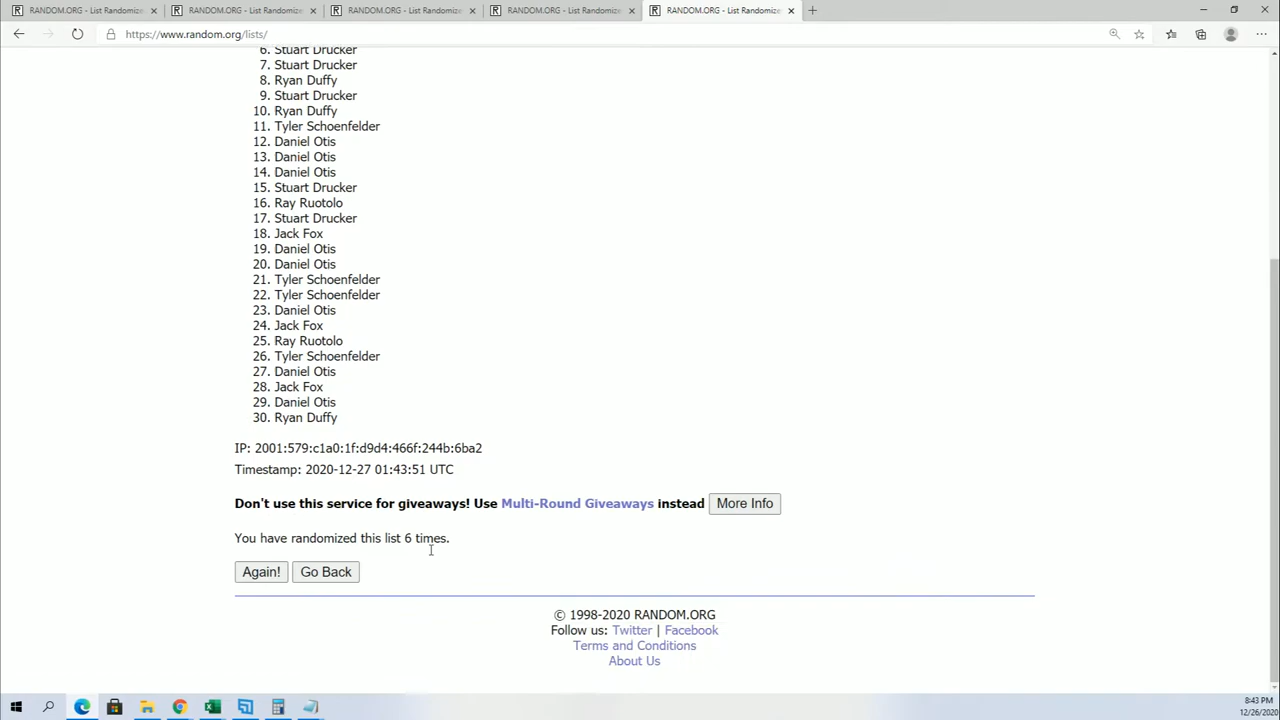 RANDOM.ORG - List Randomize
RANDOM.ORG - List Randomize
RANDOM.ORG - List Randomize
RANDOM.ORG - List Randomize
RANDOM.ORG - List Randomize
https://www.random.org/lists/
6. Stuart Drucker
7. Stuart Drucker
8. Ryan Duffy
9. Stuart Drucker
10. Ryan Duffy
11. Tyler Schoenfelder
12. Daniel Otis
13. Daniel Otis
14. Daniel Otis
15. Stuart Drucker
16. Ray Ruotolo
17. Stuart Drucker
18. Jack Fox
19. Daniel Otis
20. Daniel Otis
21. Tyler Schoenfelder
22. Tyler Schoenfelder
23. Daniel Otis
24. Jack Fox
25. Ray Ruotolo
26. Tyler Schoenfelder
27. Daniel Otis
28. Jack Fox
29. Daniel Otis
30. Ryan Duffy
IP: 2001:579:c1a0:1f:d9d4:466f:244b:6ba2
Timestamp: 2020-12-27 01:43:51 UTC
Don't use this service for giveaways! Use Multi-Round Giveaways instead More Info
You have randomized this list 6 times.
Again! Go Back
© 1998-2020 RANDOM.ORG
Follow us: Twitter | Facebook
Terms and Conditions
About Us
8:43 PM
12/26/2020